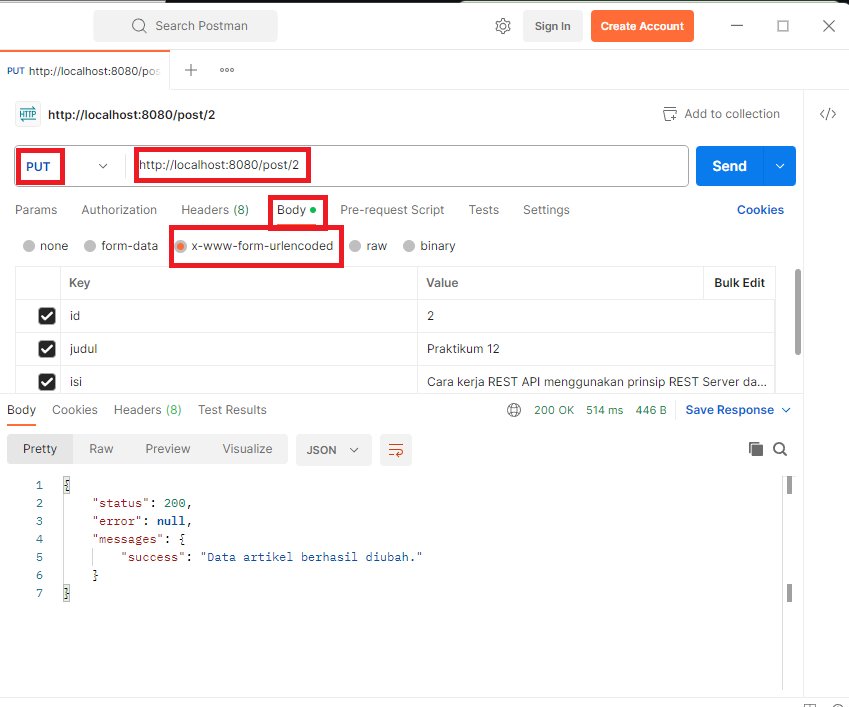 Search Postman Sign In Create Account
PUT http://localhost:8080/pos
HTTP http://localhost:8080/post/2 Add to collection </>
PUT http://localhost:8080/post/2 Send
Params Authorization Headers (8) Body Pre-request Script Tests Settings Cookies
none form-data x-www-form-urlencoded raw binary
Key Value Bulk Edit
id 2
judul Praktikum 12
isi Cara kerja REST API menggunakan prinsip REST Server da...
Body Cookies Headers (8) Test Results 200 OK 514 ms 446 B Save Response
Pretty Raw Preview Visualize JSON
1 {
2 "status": 200,
3 "error": null,
4 "messages": {
5 "success": "Data artikel berhasil diubah."
6 }
7 }